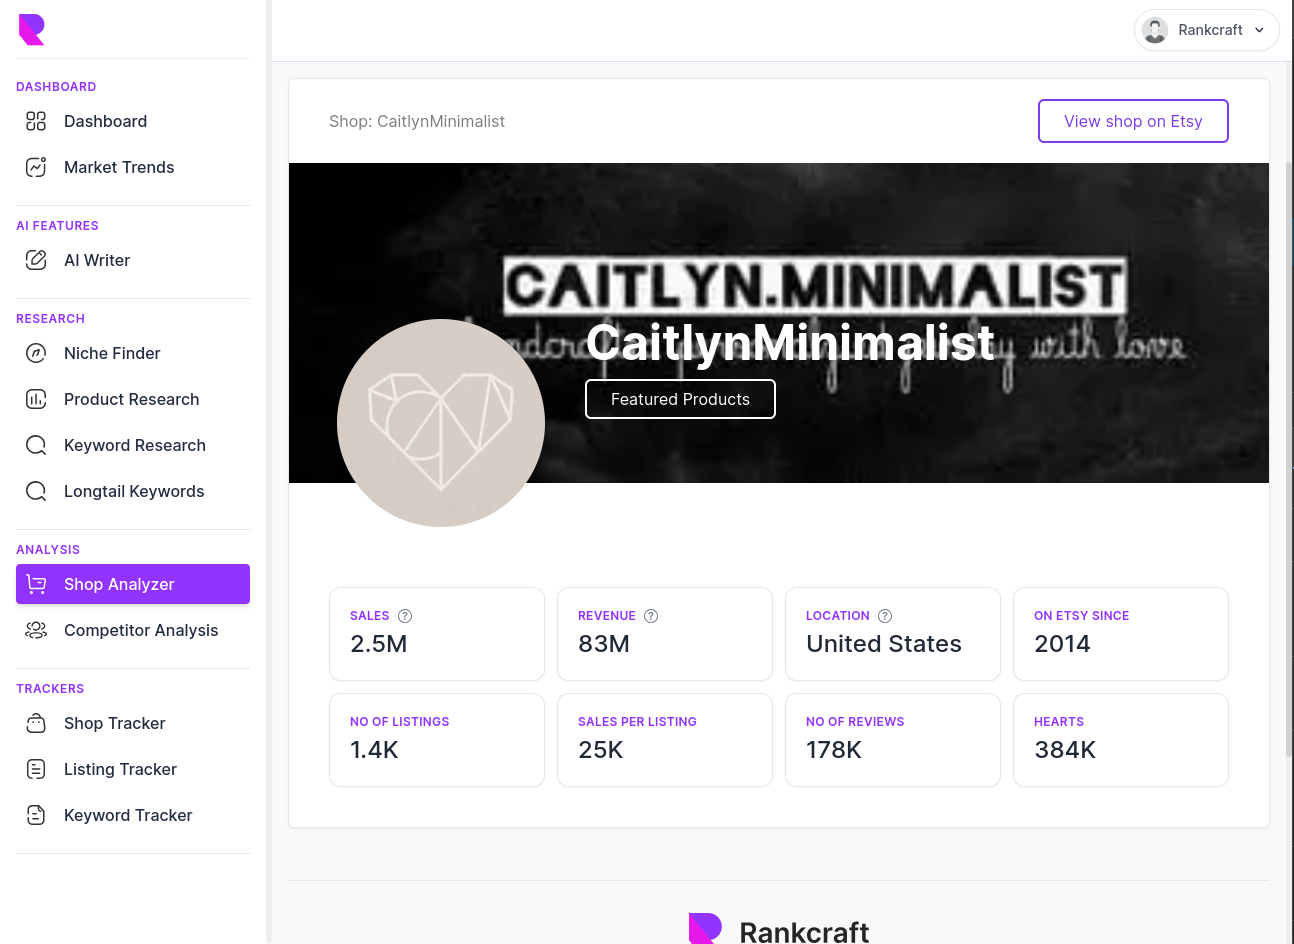 Rankcraft
DASHBOARD
Dashboard
Market Trends
AI FEATURES
AI Writer
RESEARCH
Niche Finder
Product Research
Keyword Research
Longtail Keywords
ANALYSIS
Shop Analyzer
Competitor Analysis
TRACKERS
Shop Tracker
Listing Tracker
Keyword Tracker
Shop: CaitlynMinimalist
View shop on Etsy
CAITLYN.MINIMALIST
with love
CaitlynMinimalist
Featured Products
SALES ?
2.5M
REVENUE ?
83M
LOCATION ?
United States
ON ETSY SINCE
2014
NO OF LISTINGS
1.4K
SALES PER LISTING
25K
NO OF REVIEWS
178K
HEARTS
384K
Rankcraft